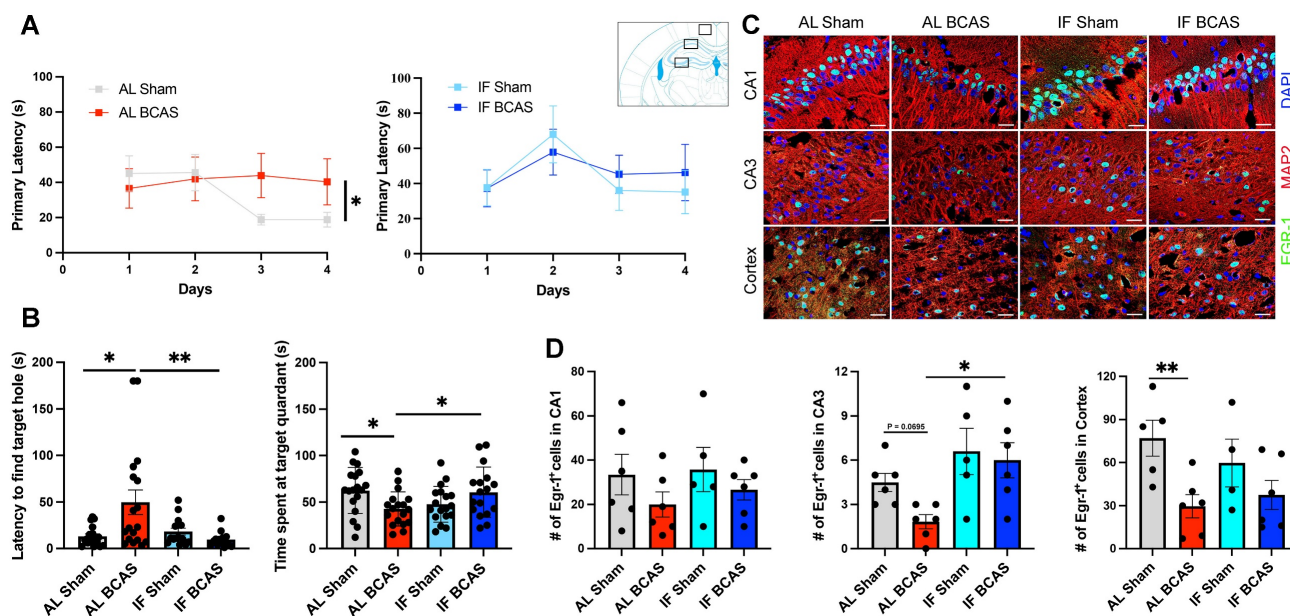 A
Primary Latency (s)
100
80
60
40
20
0
AL Sham
AL BCAS
*
0
1
2
3
4
Days
Primary Latency (s)
100
80
60
40
20
0
IF Sham
IF BCAS
0
1
2
3
4
Days
C
AL Sham
AL BCAS
IF Sham
IF BCAS
CA1
CA3
Cortex
DAPI
MAP2
EGR-1
B
Latency to find target hole (s)
200
150
100
50
0
*
**
AL Sham
AL BCAS
IF Sham
IF BCAS
Time spent at target quardant (s)
200
150
100
50
0
*
*
AL Sham
AL BCAS
IF Sham
IF BCAS
D
# of Egr-1+cells in CA1
100
80
60
40
20
0
AL Sham
AL BCAS
IF Sham
IF BCAS
# of Egr-1+cells in CA3
12
9
6
3
0
P = 0.0695
*
AL Sham
AL BCAS
IF Sham
IF BCAS
# of Egr-1+ cells in Cortex
120
90
60
30
0
**
AL Sham
AL BCAS
IF Sham
IF BCAS